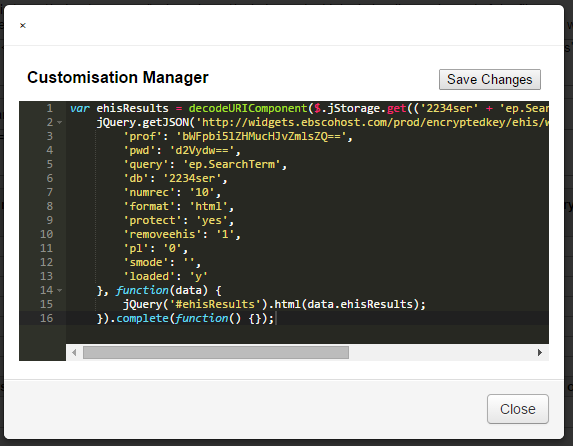 ×
Customisation Manager
Save Changes
1 var ehisResults = decodeURIComponent($.jStorage.get(('2234ser' + 'ep.Sear
2 jQuery.getJSON('http://widgets.ebscohost.com/prod/encryptedkey/ehis/w
3 'prof': 'bWFpbi5lZHMucHJvZmlsZQ==',
4 'pwd': 'd2Vydw==',
5 'query': 'ep.SearchTerm',
6 'db': '2234ser',
7 'numrec': '10',
8 'format': 'html',
9 'protect': 'yes',
10 'removeehis': '1',
11 'pl': '0',
12 'smode': '',
13 'loaded': 'y'
14 }, function(data) {
15 jQuery('#ehisResults').html(data.ehisResults);
16 }).complete(function() {});
Close